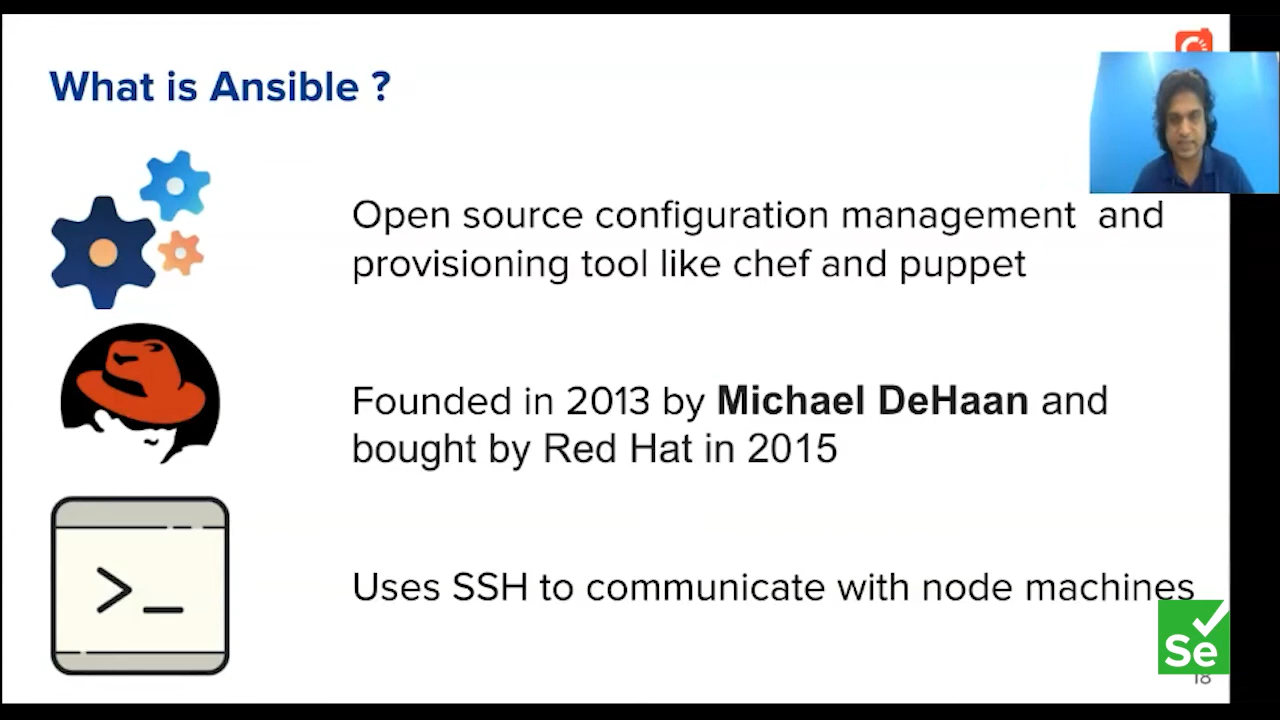 What is Ansible ?
Open source configuration management and
provisioning tool like chef and puppet
Founded in 2013 by Michael DeHaan and
bought by Red Hat in 2015
>_
Uses SSH to communicate with node machines
Se
18